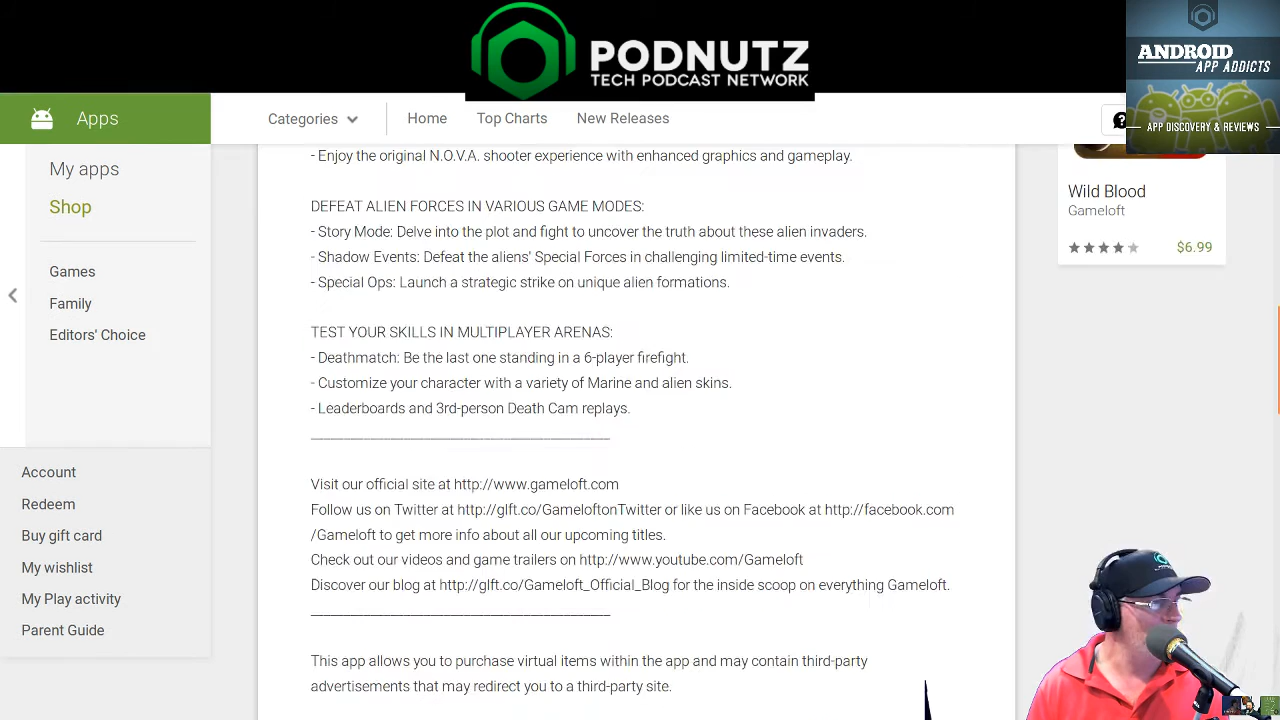 PODNUTZ
TECH PODCAST NETWORK
ANDROID
APP ADDICTS
APP DISCOVERY & REVIEWS
Apps
Categories
Home
Top Charts
New Releases
My apps
Shop
Games
Family
Editors' Choice
Account
Redeem
Buy gift card
My wishlist
My Play activity
Parent Guide
- Enjoy the original N.O.V.A. shooter experience with enhanced graphics and gameplay.
DEFEAT ALIEN FORCES IN VARIOUS GAME MODES:
- Story Mode: Delve into the plot and fight to uncover the truth about these alien invaders.
- Shadow Events: Defeat the aliens' Special Forces in challenging limited-time events.
- Special Ops: Launch a strategic strike on unique alien formations.
TEST YOUR SKILLS IN MULTIPLAYER ARENAS:
- Deathmatch: Be the last one standing in a 6-player firefight.
- Customize your character with a variety of Marine and alien skins.
- Leaderboards and 3rd-person Death Cam replays.
Visit our official site at http://www.gameloft.com
Follow us on Twitter at http://glft.co/GameloftonTwitter or like us on Facebook at http://facebook.com
/Gameloft to get more info about all our upcoming titles.
Check out our videos and game trailers on http://www.youtube.com/Gameloft
Discover our blog at http://glft.co/Gameloft_Official_Blog for the inside scoop on everything Gameloft.
This app allows you to purchase virtual items within the app and may contain third-party
advertisements that may redirect you to a third-party site.
Wild Blood
Gameloft
$6.99